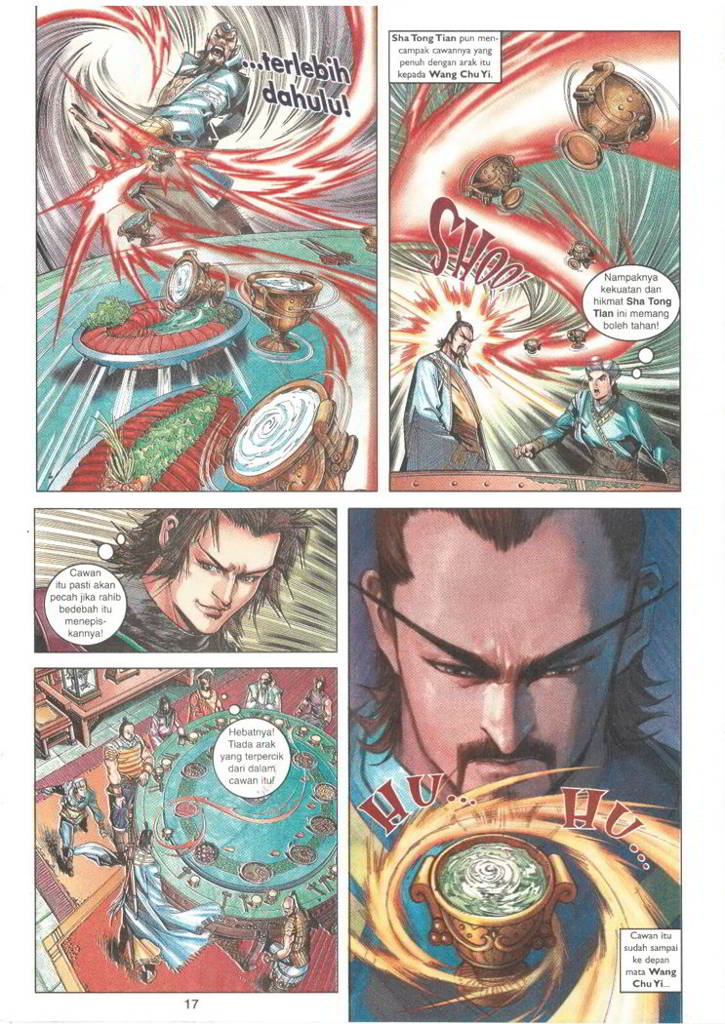 ...terlebih
dahulu!
Sha Tong Tian pun men-
campak cawannya yang
penuh dengan arak itu
kepada Wang Chu Yi.
SHOO!
Nampaknya
kekuatan dan
hikmat Sha Tong
Tian ini memang
boleh tahan!
Cawan
itu pasti akan
pecah jika rahib
bedebah itu
menepis-
kannya!
Hebatnya!
Tiada arak
yang terpercik
dari dalam
cawan itu!
HU... HU...
Cawan itu
sudah sampai
ke depan
mata Wang
Chu Yi...
17